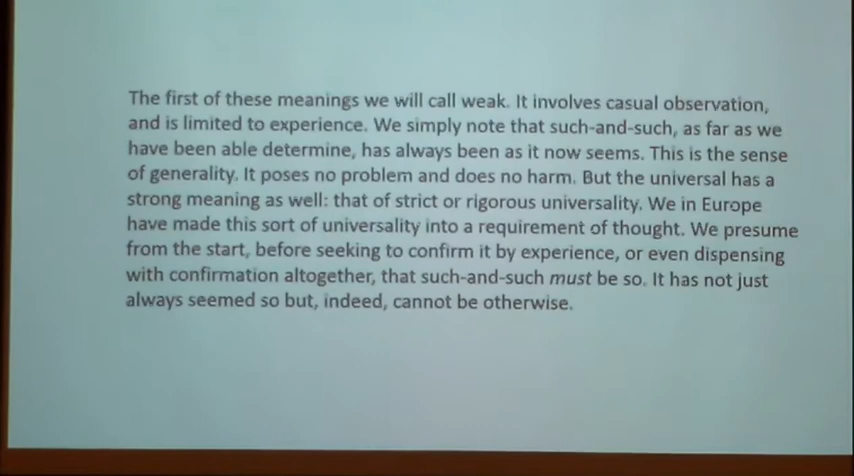 The first of these meanings we will call weak. It involves casual observation,
and is limited to experience. We simply note that such-and-such, as far as we
have been able determine, has always been as it now seems. This is the sense
of generality. It poses no problem and does no harm. But the universal has a
strong meaning as well: that of strict or rigorous universality. We in Europe
have made this sort of universality into a requirement of thought. We presume
from the start, before seeking to confirm it by experience, or even dispensing
with confirmation altogether, that such-and-such must be so. It has not just
always seemed so but, indeed, cannot be otherwise.